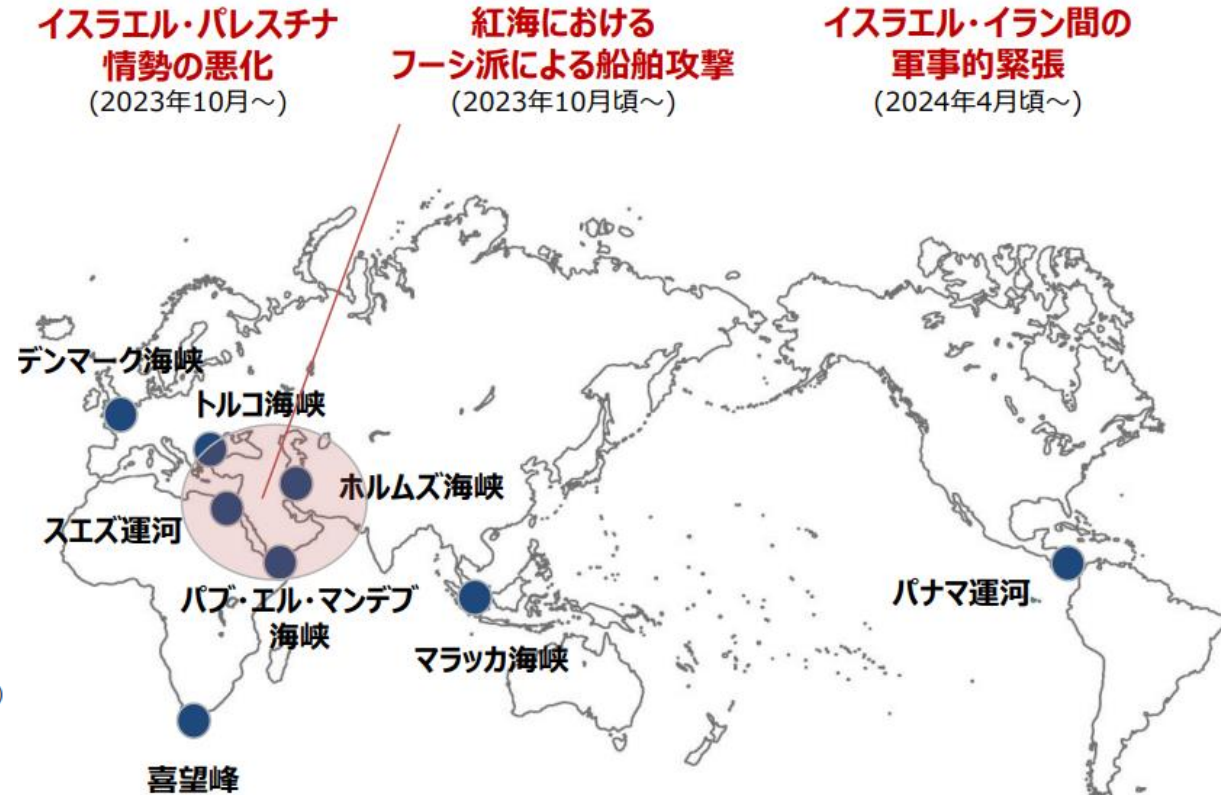 イスラエル・パレスチナ
情勢の悪化
(2023年10月～)
紅海における
フーシ派による船舶攻撃
(2023年10月頃～)
イスラエル・イラン間の
軍事的緊張
(2024年4月頃～)
デンマーク海峡
トルコ海峡
ホルムズ海峡
スエズ運河
パブ・エル・マンデブ
海峡
パナマ運河
マラッカ海峡
)
喜望峰